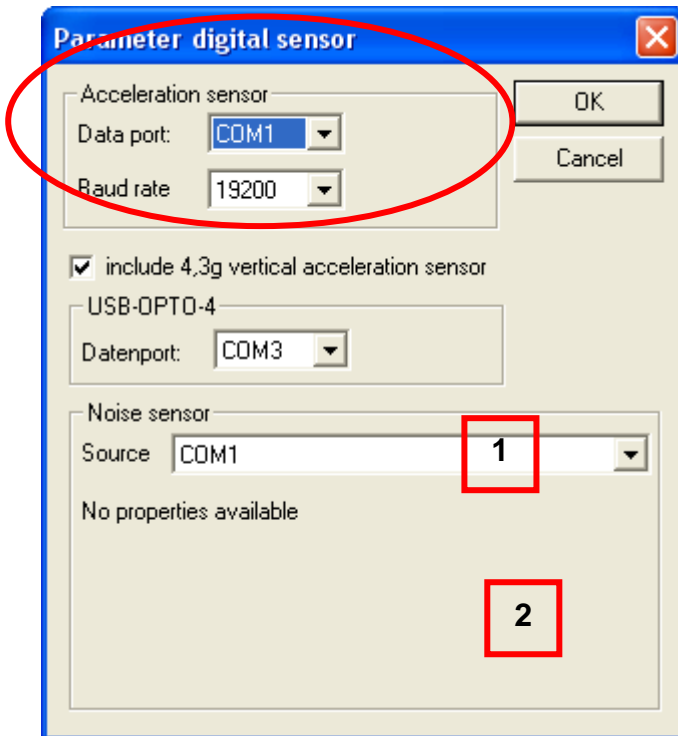 Parameter digital sensor
Acceleration sensor
OK
Data port: COM1
Cancel
Baud rate 19200
include 4,3g vertical acceleration sensor
USB-OPTO-4
Datenport: COM3
Noise sensor
Source COM1 1
No properties available
2